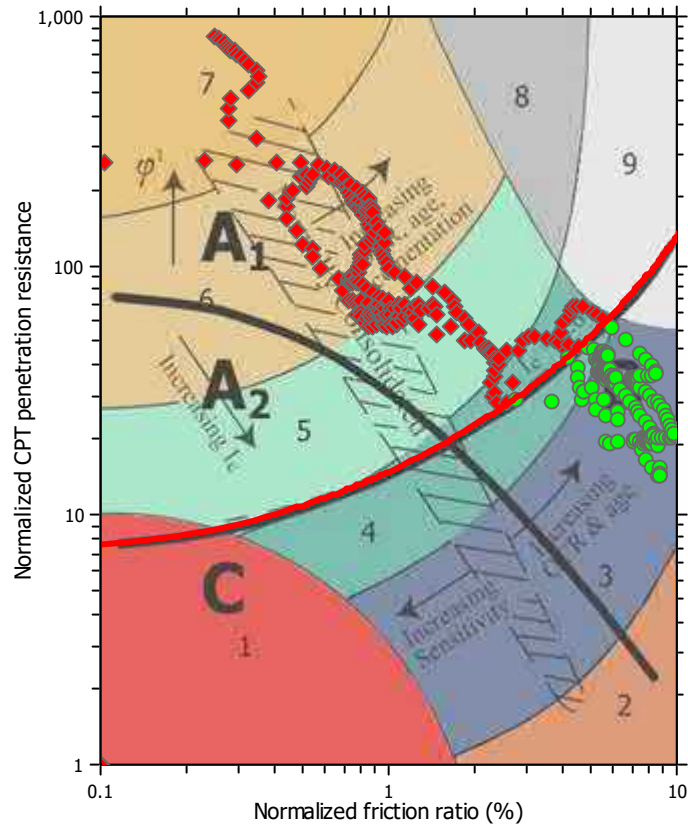 Normalized CPT penetration resistance
1,000
100
10
1
7
8
9
φ'
A1
Increasing
age,
6
A2
Increasing Ic
5
4
C
1
Increasing
& age
3
Increasing
Sensitivity
2
0.1
1
10
Normalized friction ratio (%)